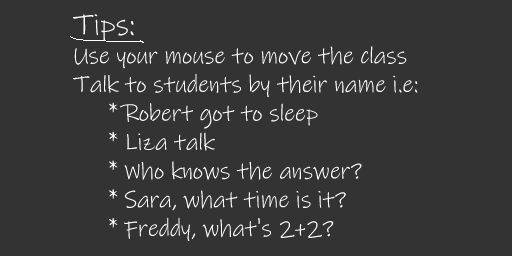 Tips:
Use your mouse to move the class
Talk to students by their name i.e:
* Robert got to sleep
* Liza talk
* Who knows the answer?
* Sara, what time is it?
* Freddy, what's 2+2?